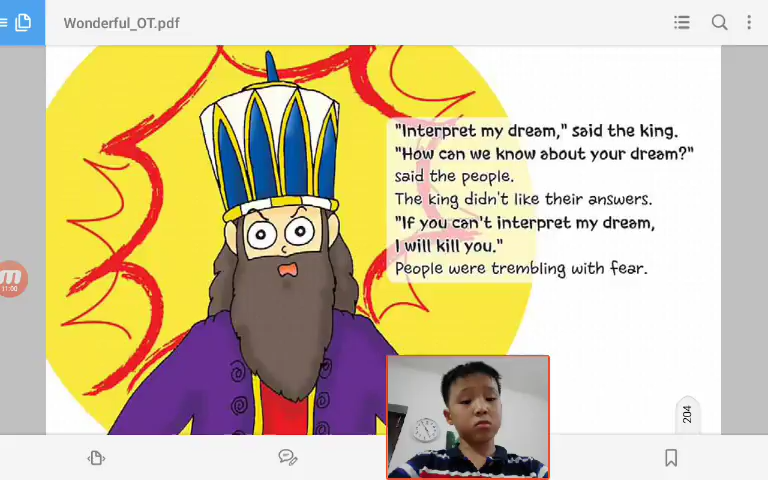 Wonderful_OT.pdf
"Interpret my dream," said the king.
"How can we know about your dream?"
said the people.
The king didn't like their answers.
"If you can't interpret my dream,
I will kill you."
People were trembling with fear.
11:00
204